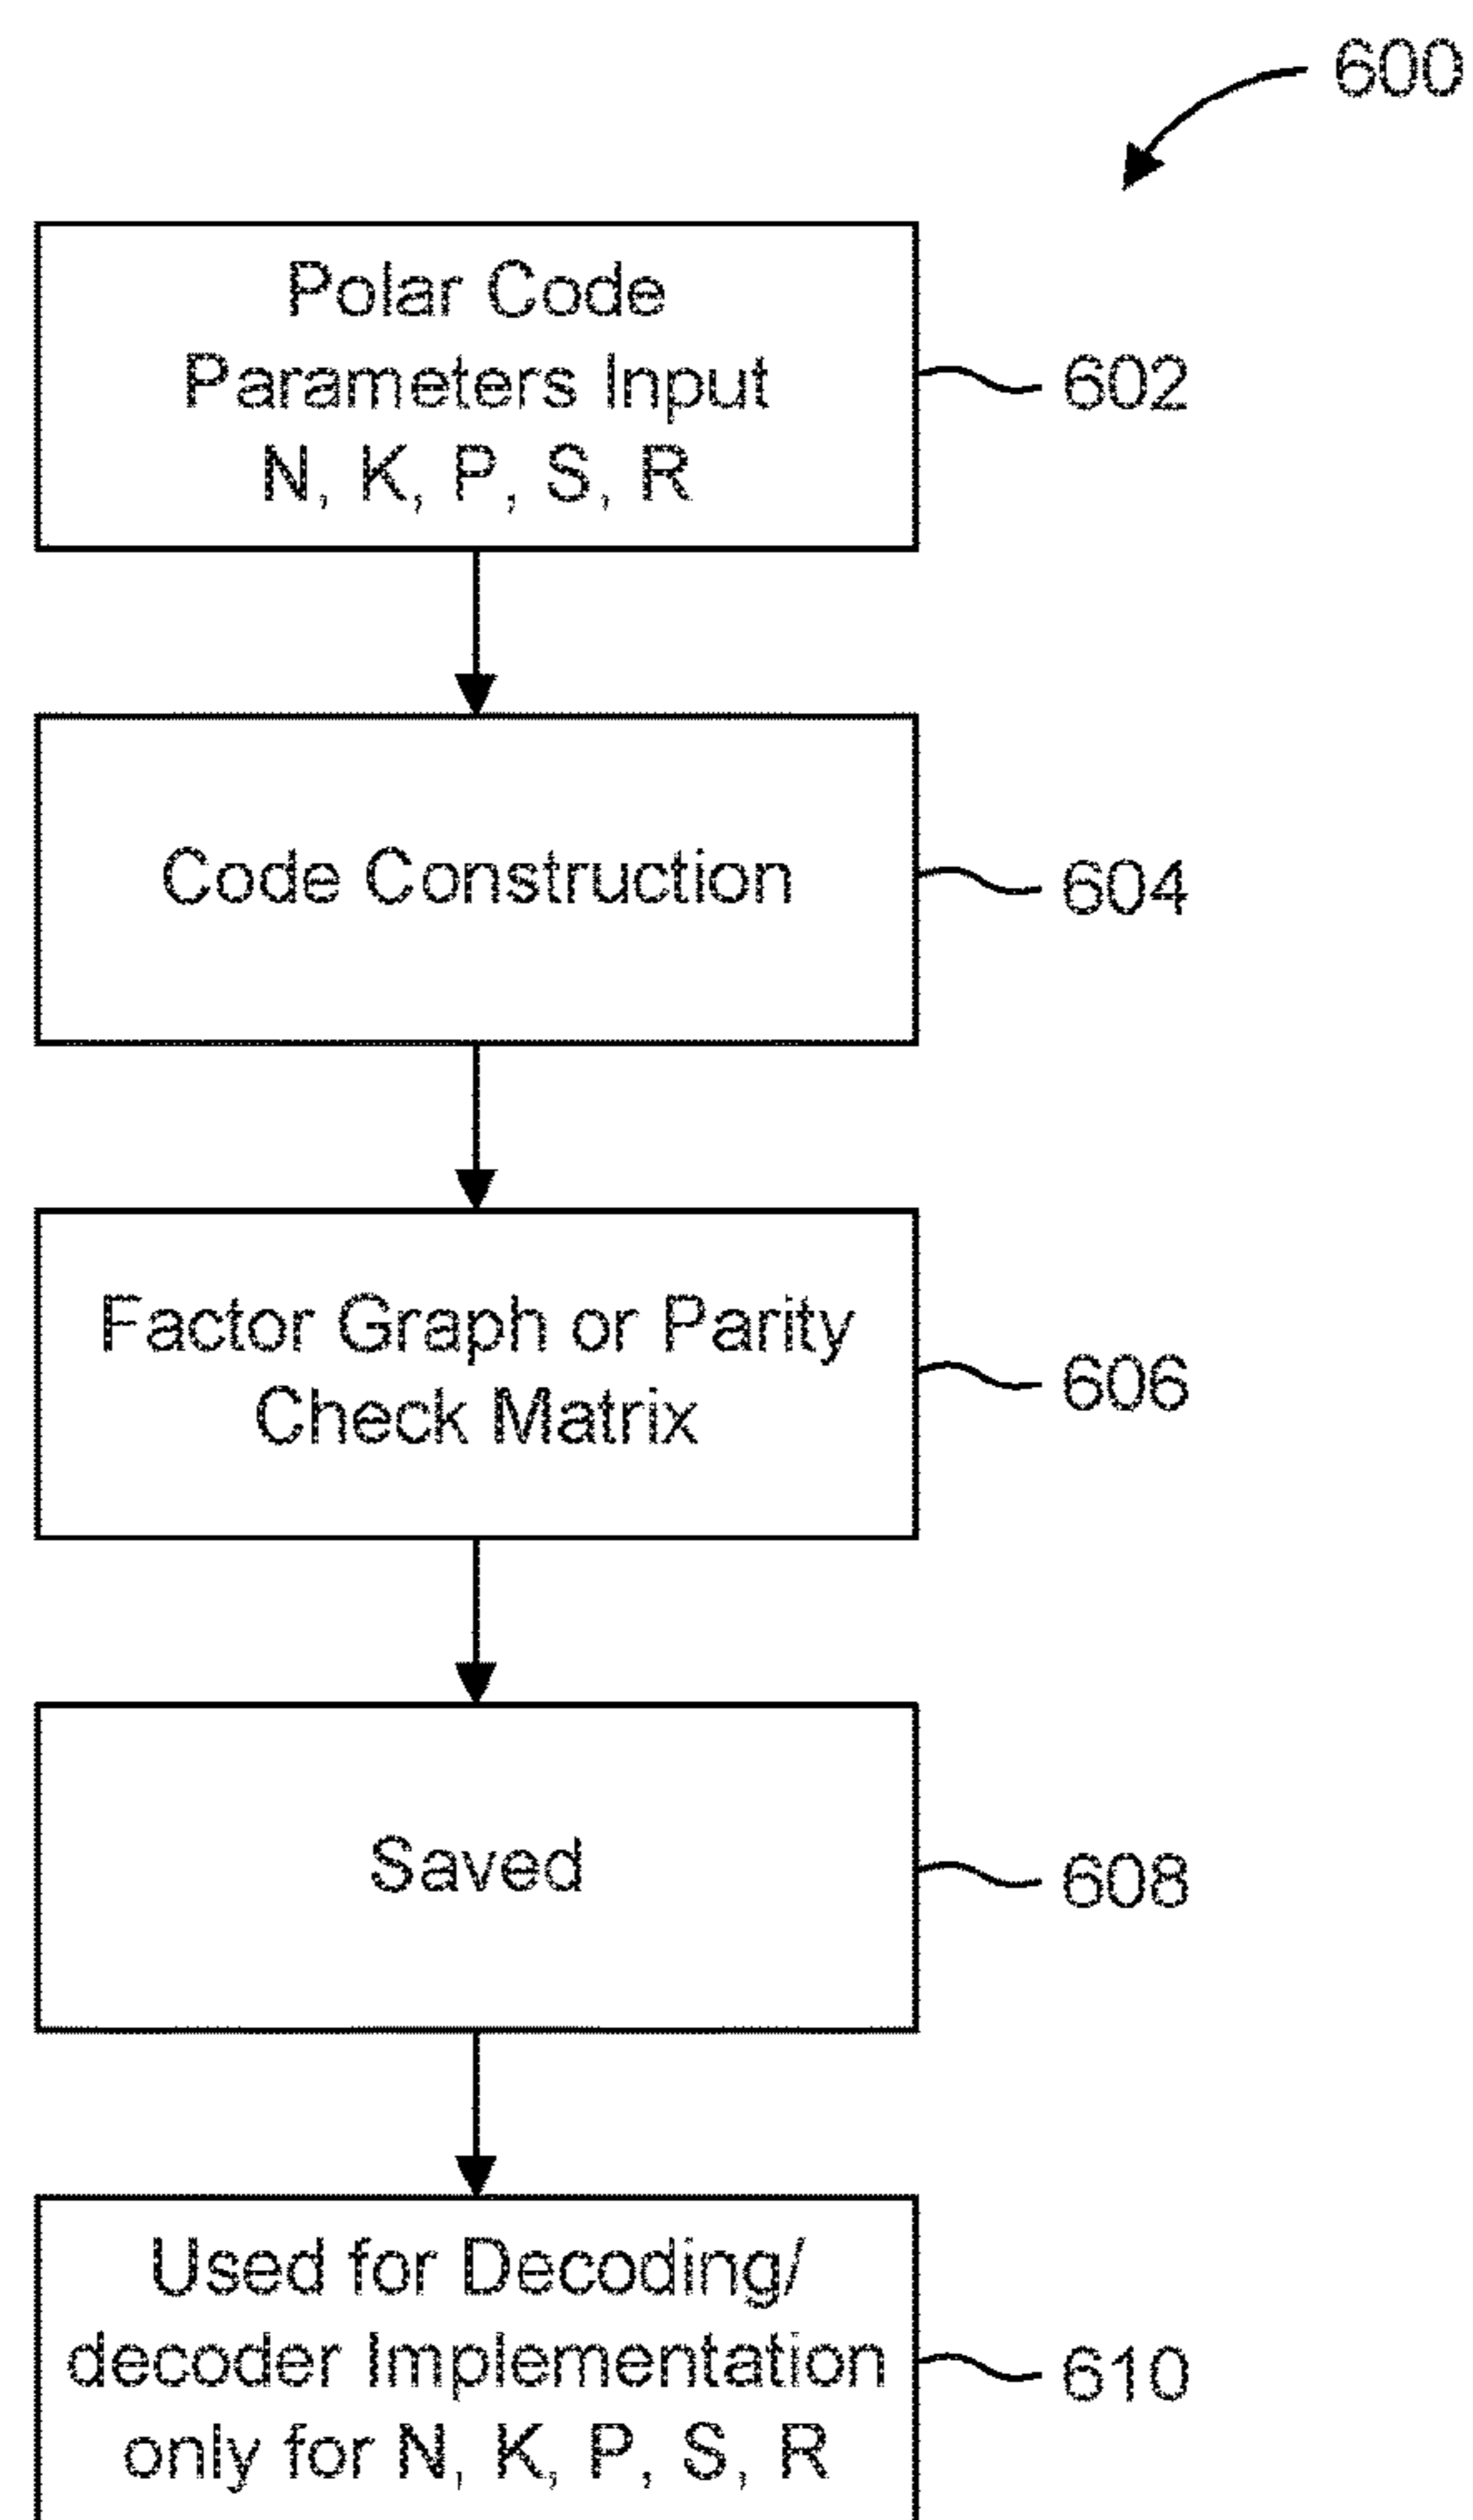 600
Polar Code
Parameters Input
N, K, P, S, R
602
Code Construction
604
Factor Graph or Parity
Check Matrix
606
Saved
608
Used for Decoding/
decoder Implementation
only for N, K, P, S, R
610